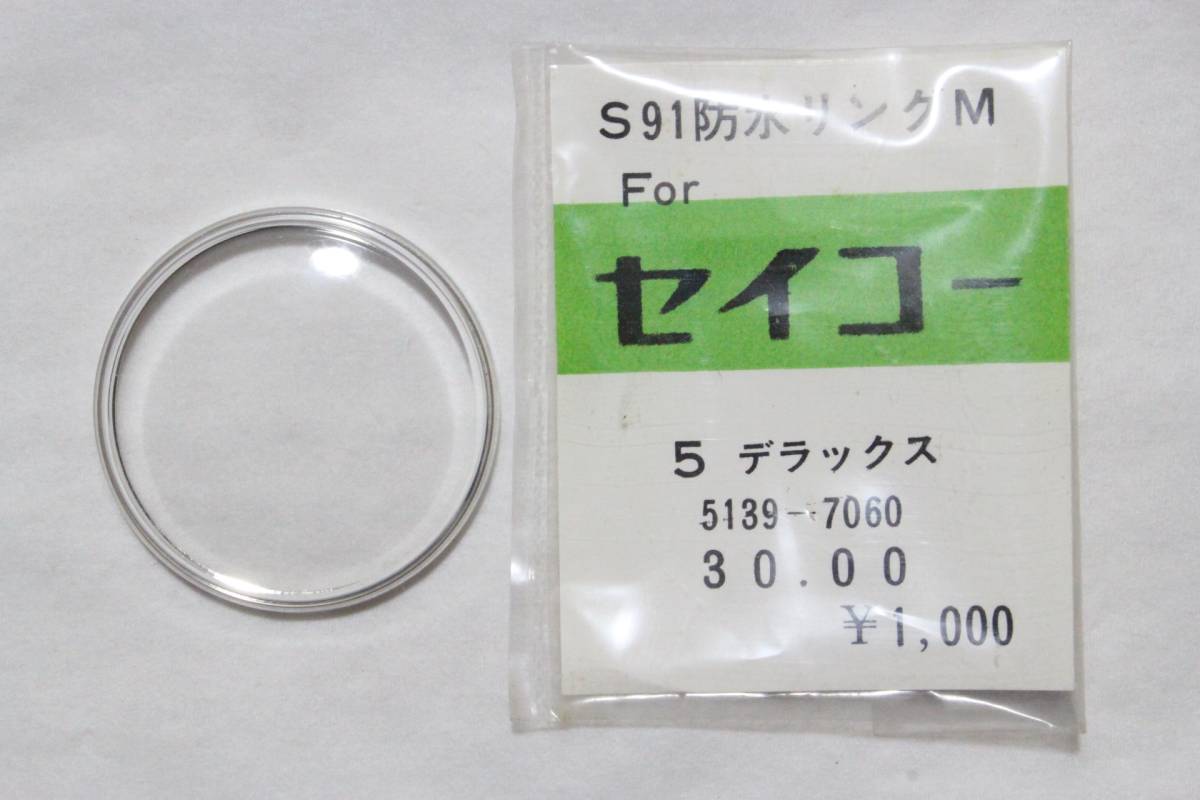 S91防水リングM
For
セイコー
5 デラックス
5139-7060
30.00
¥1,000